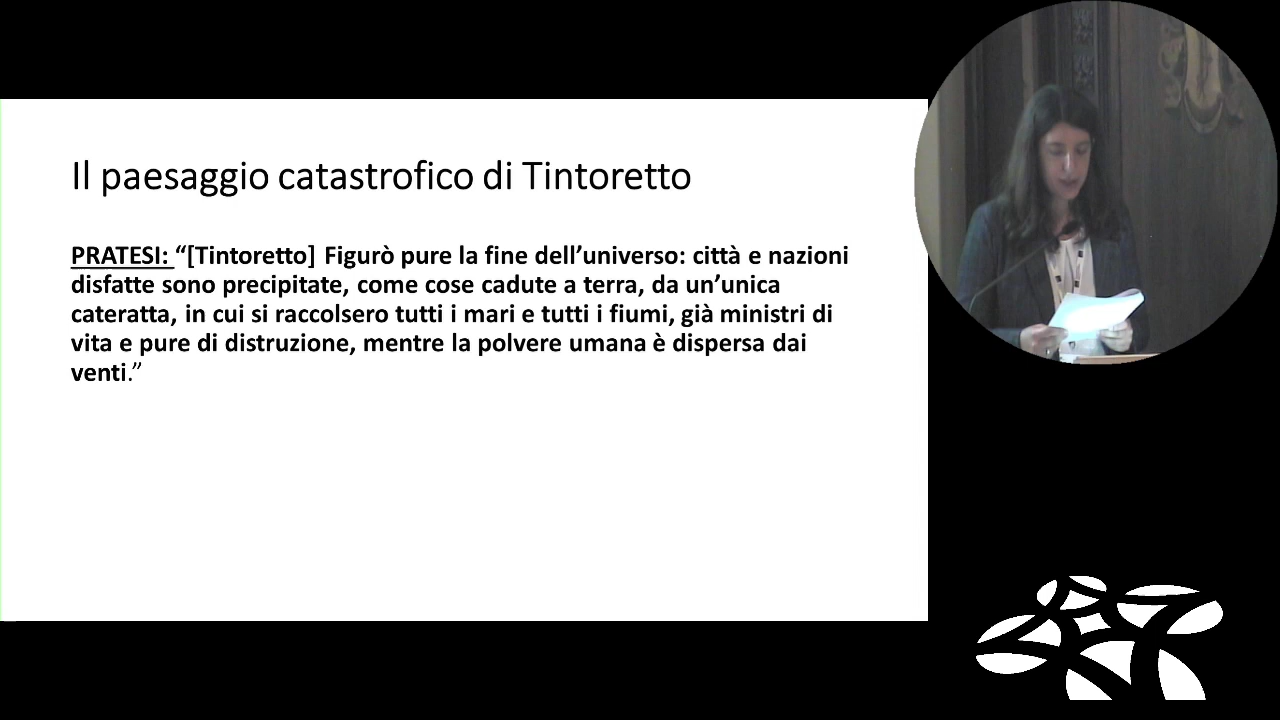 Il paesaggio catastrofico di Tintoretto
PRATESI: “[Tintoretto] Figurò pure la fine dell’universo: città e nazioni
disfatte sono precipitate, come cose cadute a terra, da un’unica
cateratta, in cui si raccolsero tutti i mari e tutti i fiumi, già ministri di
vita e pure di distruzione, mentre la polvere umana è dispersa dai
venti.”